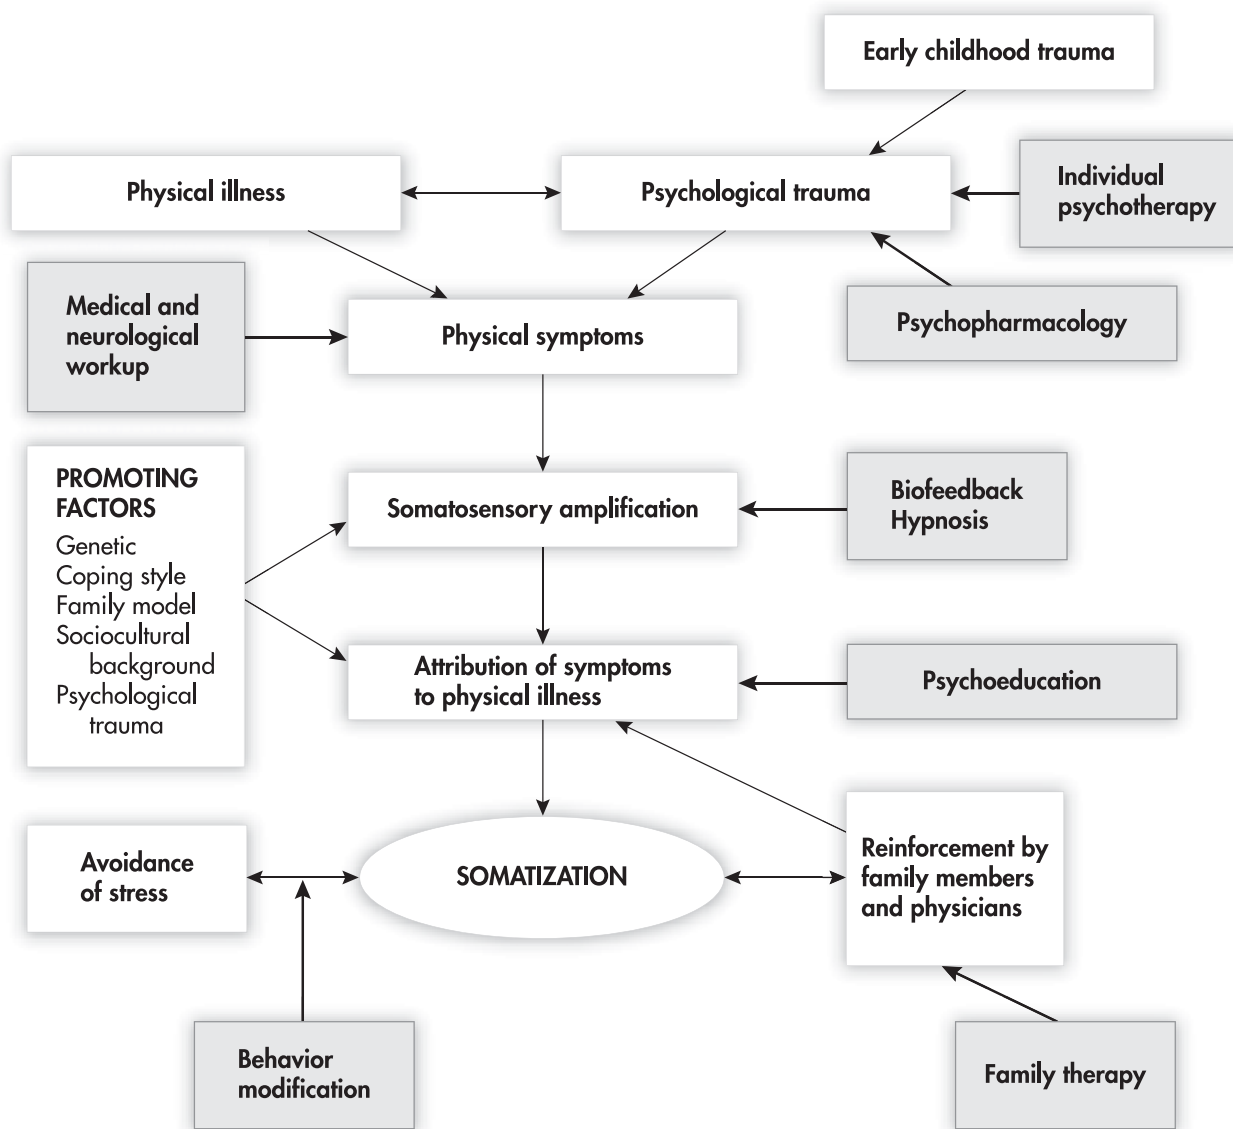 Early childhood trauma
Physical illness
Psychological trauma
Individual
psychotherapy
Medical and
neurological
workup
Physical symptoms
Psychopharmacology
PROMOTING
FACTORS
Genetic
Coping style
Family model
Sociocultural
background
Psychological
trauma
Somatosensory amplification
Biofeedback
Hypnosis
Attribution of symptoms
to physical illness
Psychoeducation
Avoidance
of stress
SOMATIZATION
Reinforcement by
family members
and physicians
Behavior
modification
Family therapy